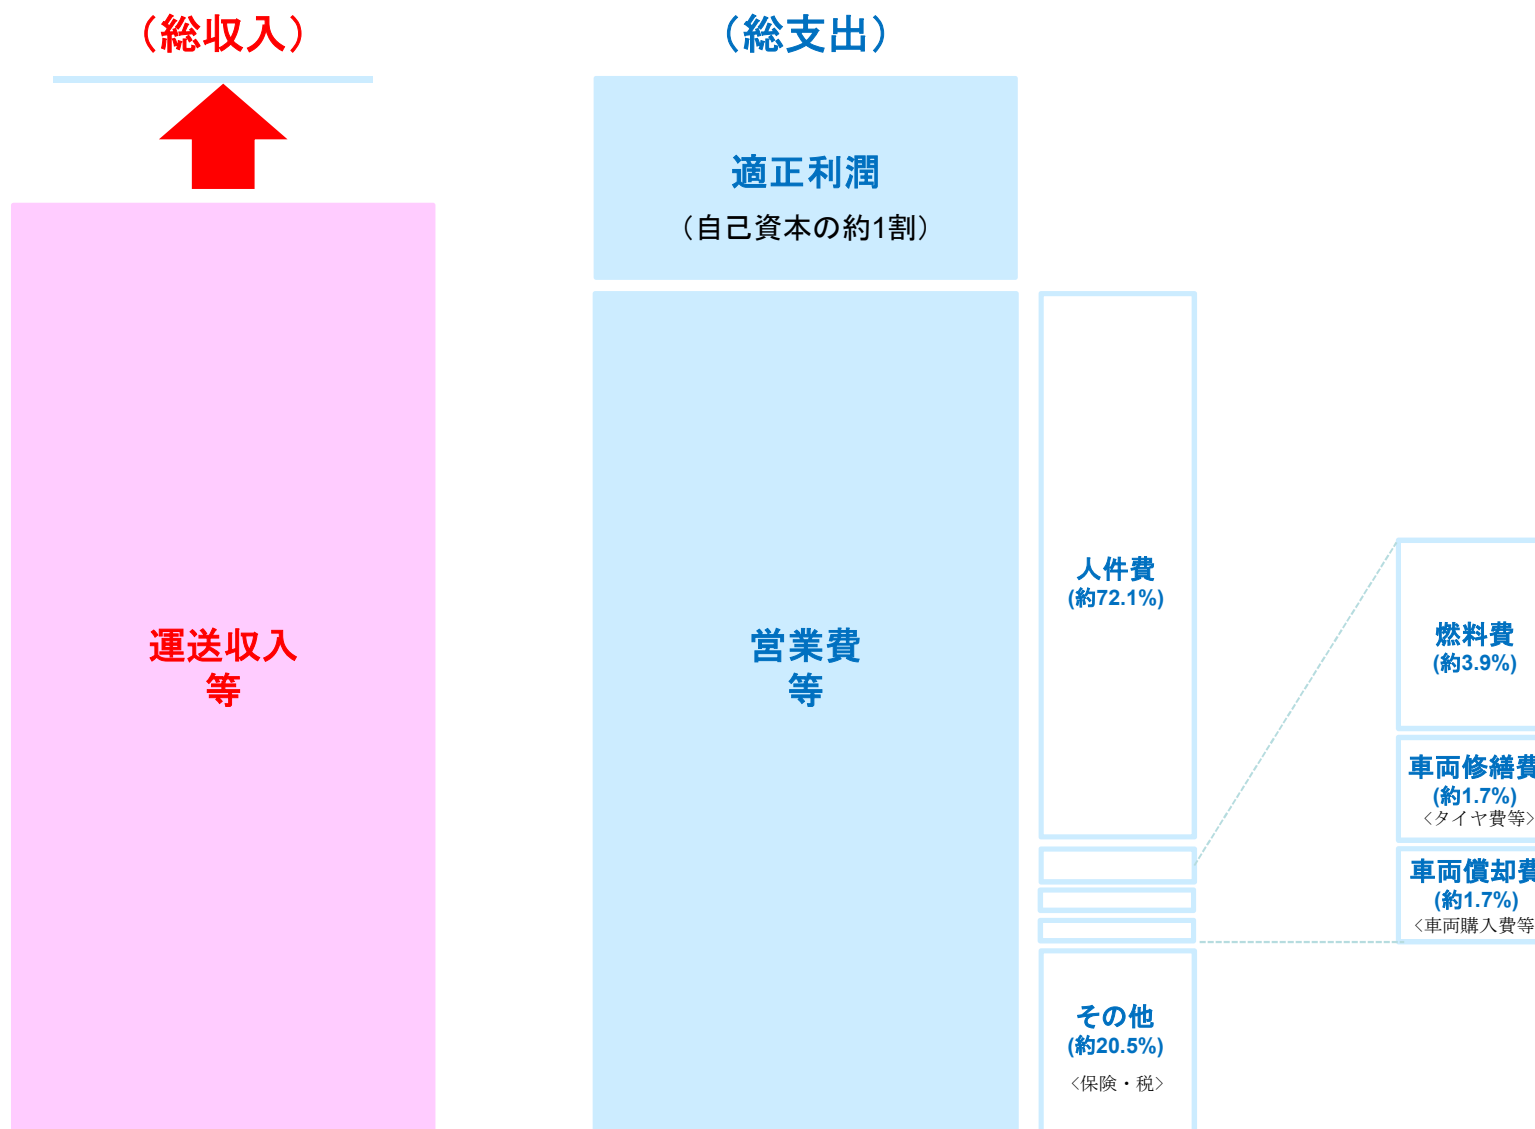 （総収入）
（総支出）
適正利潤
（自己資本の約1割）
運送収入
等
営業費
等
人件費
(約72.1%)
燃料費
(約3.9%)
車両修繕費
(約1.7%)
<タイヤ費等>
車両償却費
(約1.7%)
<車両購入費等
その他
(約20.5%)
<保険・税>